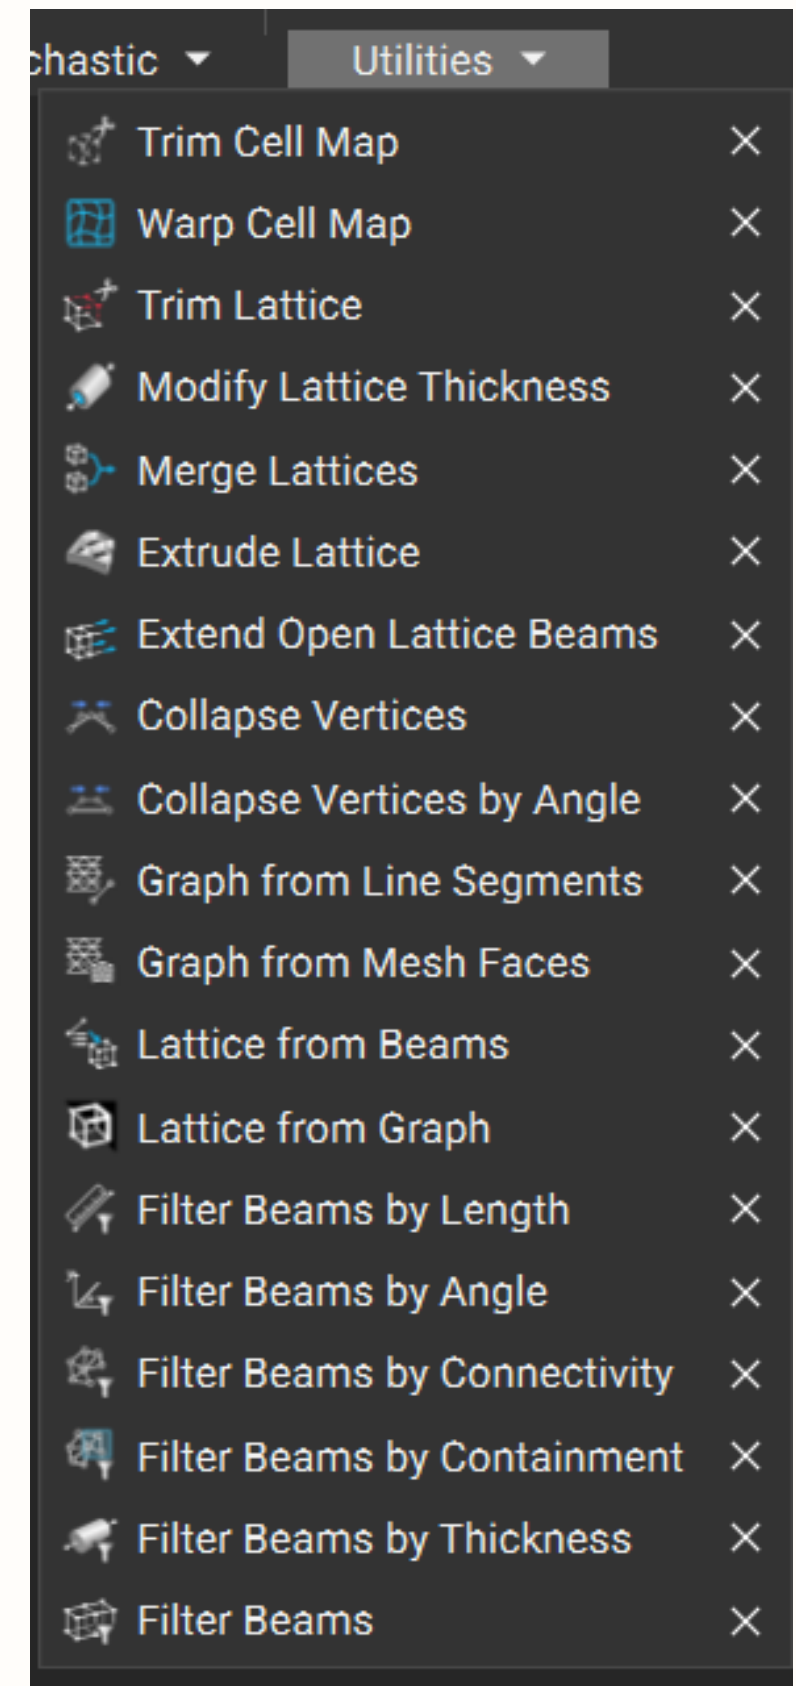 chastic Utilities
Trim Cell Map
Warp Cell Map
Trim Lattice
Modify Lattice Thickness
Merge Lattices
Extrude Lattice
Extend Open Lattice Beams
Collapse Vertices
Collapse Vertices by Angle
Graph from Line Segments
Graph from Mesh Faces
Lattice from Beams
Lattice from Graph
Filter Beams by Length
Filter Beams by Angle
Filter Beams by Connectivity
Filter Beams by Containment
Filter Beams by Thickness
Filter Beams